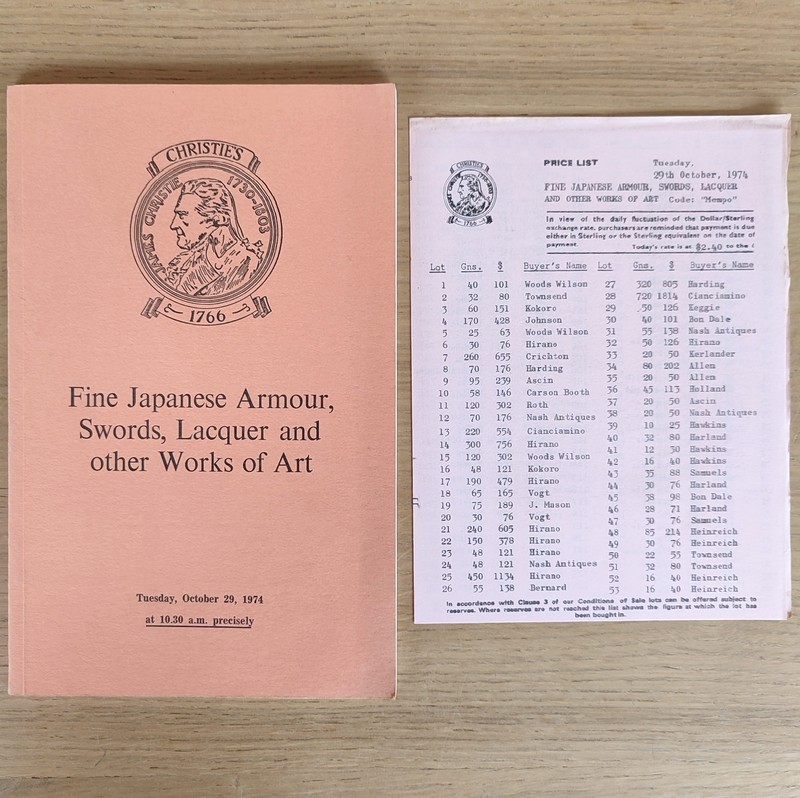 CHRISTIE'S
JAMES CHRISTIE 1730-1803
1766
Fine Japanese Armour,
Swords, Lacquer and
other Works of Art
Tuesday, October 29, 1974
at 10.30 a.m. precisely
CHRISTIE'S
1766
PRICE LIST Tuesday,
29th October, 1974
FINE JAPANESE ARMOUR, SWORDS, LACQUER
AND OTHER WORKS OF ART Code: "Mempo"
In view of the daily fluctuation of the Dollar/Sterling
exchange rate, purchasers are reminded that payment is due
either in Sterling or the Sterling equivalent on the date of
payment. Today's rate is at $2.40 to the
Lot Gns. $ Buyer's Name Lot Gns. $ Buyer's Name
1 40 101 Woods Wilson 27 320 805 Harding
2 32 80 Townsend 28 720 1814 Cianciamino
3 60 151 Kokoro 29 50 126 Keggie
4 170 428 Johnson 30 40 101 Bon Dale
5 25 63 Woods Wilson 31 55 138 Nash Antiques
6 30 76 Hirano 32 50 126 Hirano
7 260 655 Crichton 33 20 50 Kerlander
8 70 176 Harding 34 80 202 Allen
9 95 239 Ascin 35 20 50 Allen
10 58 146 Carson Booth 36 45 113 Holland
11 120 302 Roth 37 20 50 Ascin
12 70 176 Nash Antiques 38 20 50 Nash Antiques
13 220 554 Cianciamino 39 10 25 Hawkins
14 300 756 Hirano 40 32 80 Harland
15 120 302 Woods Wilson 41 12 30 Hawkins
16 48 121 Kokoro 42 16 40 Hawkins
17 190 479 Hirano 43 35 88 Samuels
18 65 165 Vogt 44 30 76 Harland
19 75 189 J. Mason 45 38 98 Bon Dale
20 30 76 Vogt 46 28 71 Harland
21 240 605 Hirano 47 30 76 Samuels
22 150 378 Hirano 48 85 214 Heinreich
23 48 121 Hirano 49 30 76 Heinreich
24 48 121 Nash Antiques 50 22 55 Townsend
25 450 1134 Hirano 51 32 80 Townsend
26 55 138 Bernard 52 16 40 Heinreich
53 16 40 Heinreich
In accordance with Clause 3 of our Conditions of Sale lots can be offered subject to
reserves. Where reserves are not reached this list shows the figure at which the lot has
been bought in.